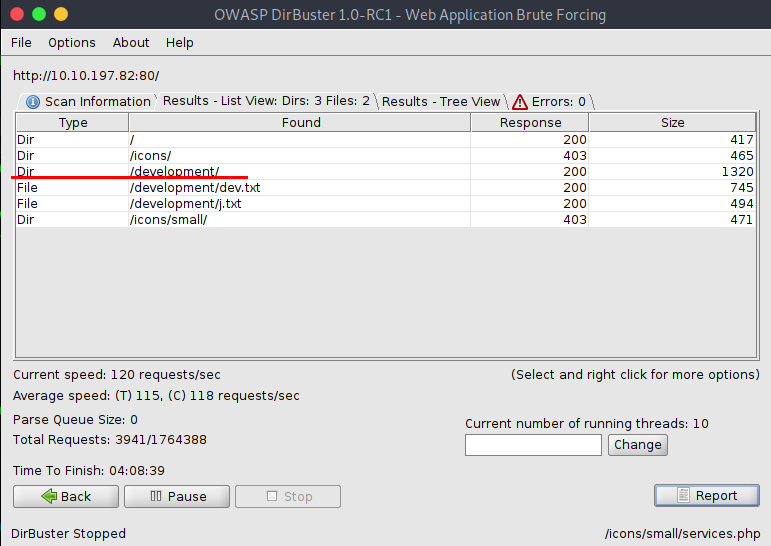 OWASP DirBuster 1.0-RC1 - Web Application Brute Forcing
File Options About Help
http://10.10.197.82:80/
Scan Information Results - List View: Dirs: 3 Files: 2 Results - Tree View Errors: 0
Type Found Response Size
Dir / 200 417
Dir /icons/ 403 465
Dir /development/ 200 1320
File /development/dev.txt 200 745
File /development/j.txt 200 494
Dir /icons/small/ 403 471
Current speed: 120 requests/sec (Select and right click for more options)
Average speed: (T) 115, (C) 118 requests/sec
Parse Queue Size: 0
Current number of running threads: 10
Total Requests: 3941/1764388
Change
Time To Finish: 04:08:39
Back Pause Stop Report
DirBuster Stopped /icons/small/services.php